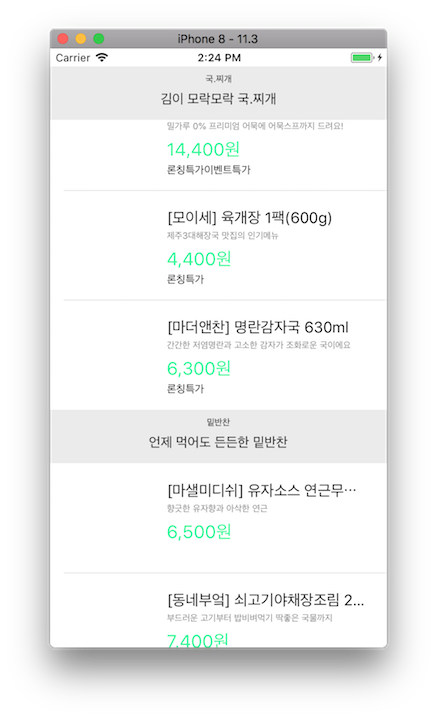 iPhone 8 - 11.3
Carrier 2:24 PM
국.찌개
김이 모락모락 국.찌개
밀가루 0% 프리미엄 어묵에 어묵스프까지 드려요!
14,400원
론칭특가이벤트특가
[모이세] 육개장 1팩(600g)
제주3대해장국 맛집의 인기메뉴
4,400원
론칭특가
[마더앤찬] 명란감자국 630ml
간간한 저염명란과 고소한 감자가 조화로운 국이에요
6,300원
론칭특가
밑반찬
언제 먹어도 든든한 밑반찬
[마샐미디쉬] 유자소스 연근무…
향긋한 유자향과 아삭한 연근
6,500원
[동네부엌] 쇠고기야채장조림 2...
부드러운 고기부터 밥비벼먹기 딱좋은 국물까지
7,400원